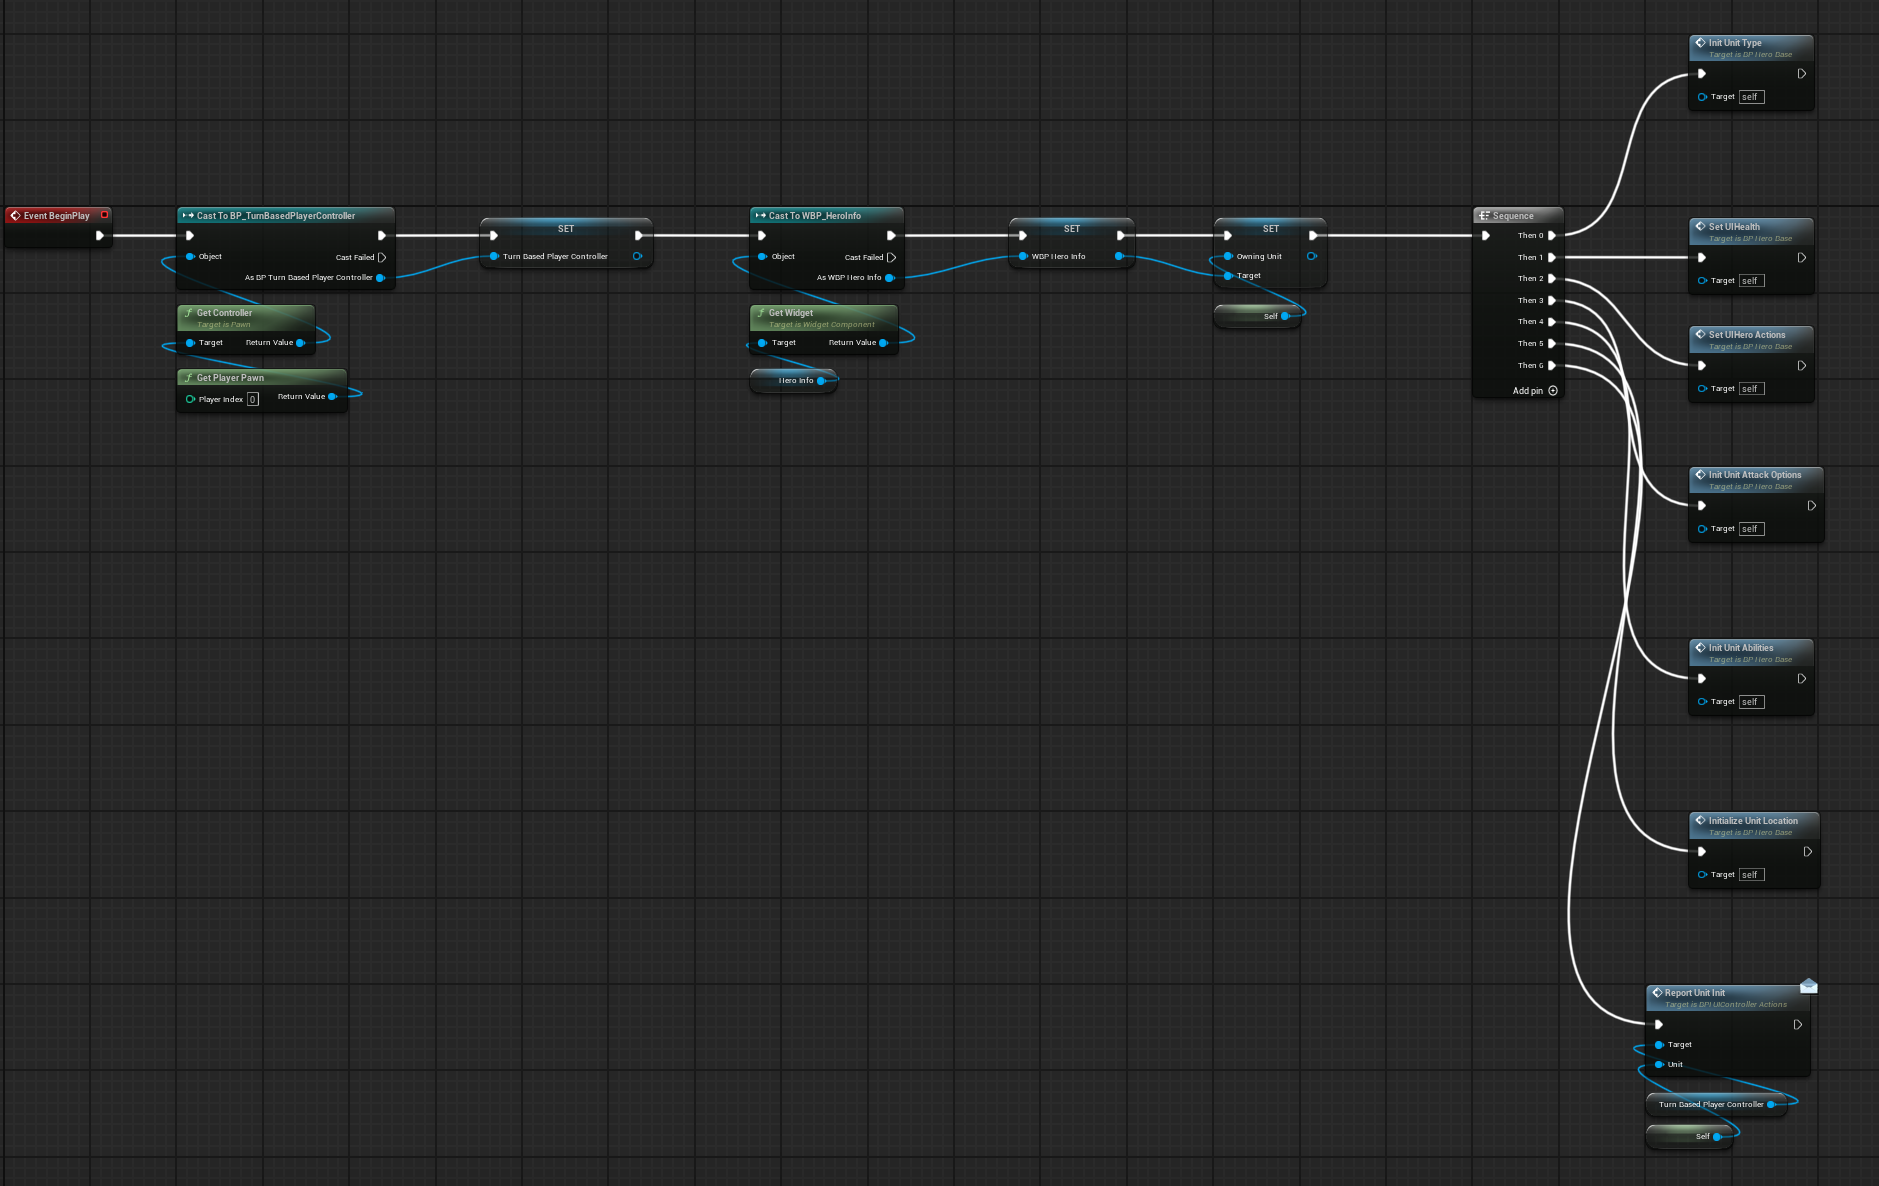 Event BeginPlay
Cast To BP_TurnBasedPlayerController
Object
Cast Failed
As BP Turn Based Player Controller
Get Controller
Target is Pawn
Target
Return Value
Get Player Pawn
Player Index 0
Return Value
SET
Turn Based Player Controller
Cast To WBP_HeroInfo
Object
Cast Failed
As WBP Hero Info
Get Widget
Target is Widget Component
Target
Return Value
Hero Info
SET
WBP Hero Info
SET
Owning Unit
Target
Self
Sequence
Then 0
Then 1
Then 2
Then 3
Then 4
Then 5
Then 6
Add pin
Init Unit Type
Target is BP Hero Base
Target self
Set UIHealth
Target is BP Hero Base
Target self
Set UIHero Actions
Target is BP Hero Base
Target self
Init Unit Attack Options
Target is BP Hero Base
Target self
Init Unit Abilities
Target is BP Hero Base
Target self
Initialize Unit Location
Target is BP Hero Base
Target self
Report Unit Init
Target is BPI UIController Actions
Target
Unit
Turn Based Player Controller
Self